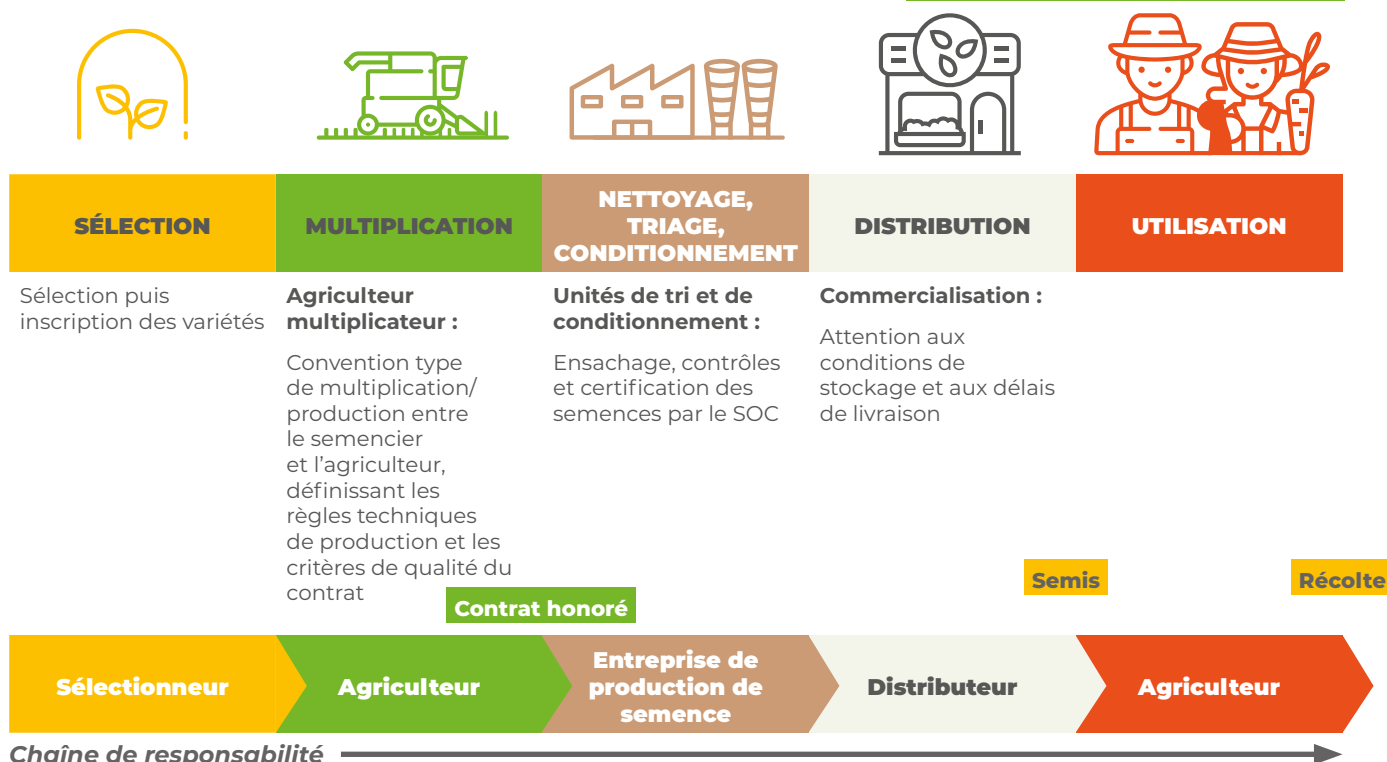 SÉLECTION
MULTIPLICATION
NETTOYAGE,
TRIAGE,
CONDITIONNEMENT
DISTRIBUTION
UTILISATION
Sélection puis
inscription des variétés
Agriculteur
multiplicateur :
Convention type
de multiplication/
production entre
le semencier
et l’agriculteur,
définissant les
règles techniques
de production et les
critères de qualité du
contrat
Unités de tri et de
conditionnement :
Ensachage, contrôles
et certification des
semences par le SOC
Commercialisation :
Attention aux
conditions de
stockage et aux délais
de livraison
Contrat honoré
Semis
Récolte
Sélectionneur
Agriculteur
Entreprise de
production de
semence
Distributeur
Agriculteur
Chaîne de responsabilité